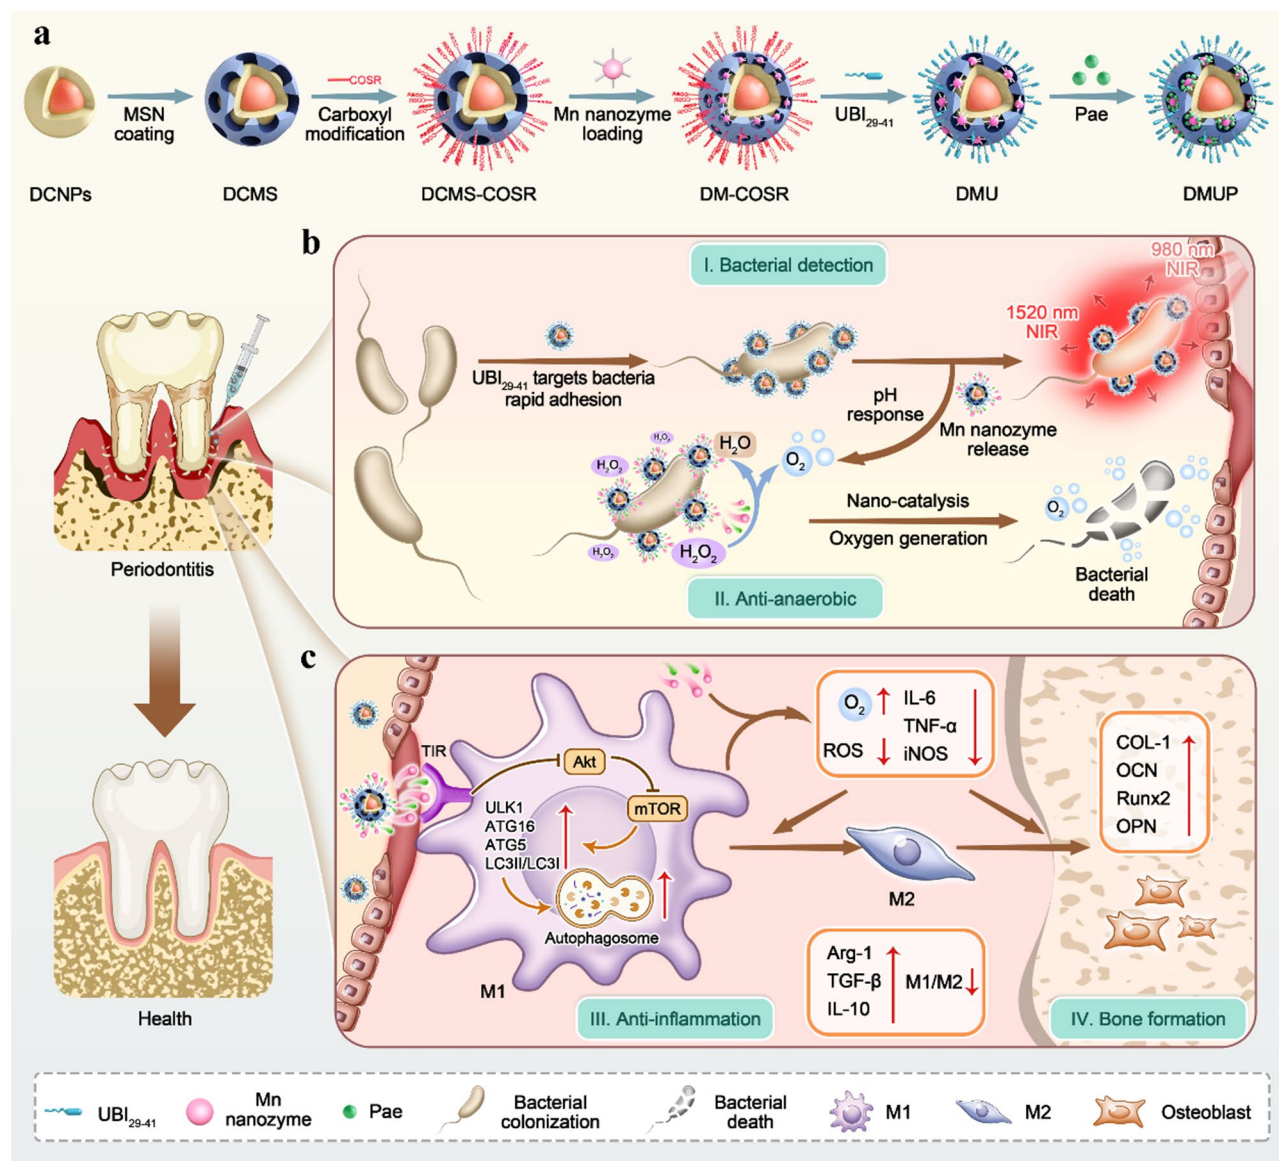 a
COSR
MSN
coating
Carboxyl
modification
Mn nanozyme
loading
UBI29-41
Pae
DCNPs
DCMS
DCMS-COSR
DM-COSR
DMU
DMUP
b
I. Bacterial detection
980 nm
NIR
1520 nm
NIR
UBI29-41 targets bacteria
rapid adhesion
pH
response
Mn nanozyme
release
H2O2
H2O
O2
H2O2
H2O2
H2O2
Nano-catalysis
Oxygen generation
O2
Bacterial
death
II. Anti-anaerobic
Periodontitis
Health
c
TIR
Akt
mTOR
ULK1
ATG16
ATG5
LC3II/LC3I
Autophagosome
M1
O2
IL-6
TNF-α
ROS
iNOS
M2
Arg-1
TGF-β
IL-10
M1/M2
COL-1
OCN
Runx2
OPN
III. Anti-inflammation
IV. Bone formation
UBI29-41
Mn
nanozyme
Pae
Bacterial
colonization
Bacterial
death
M1
M2
Osteoblast